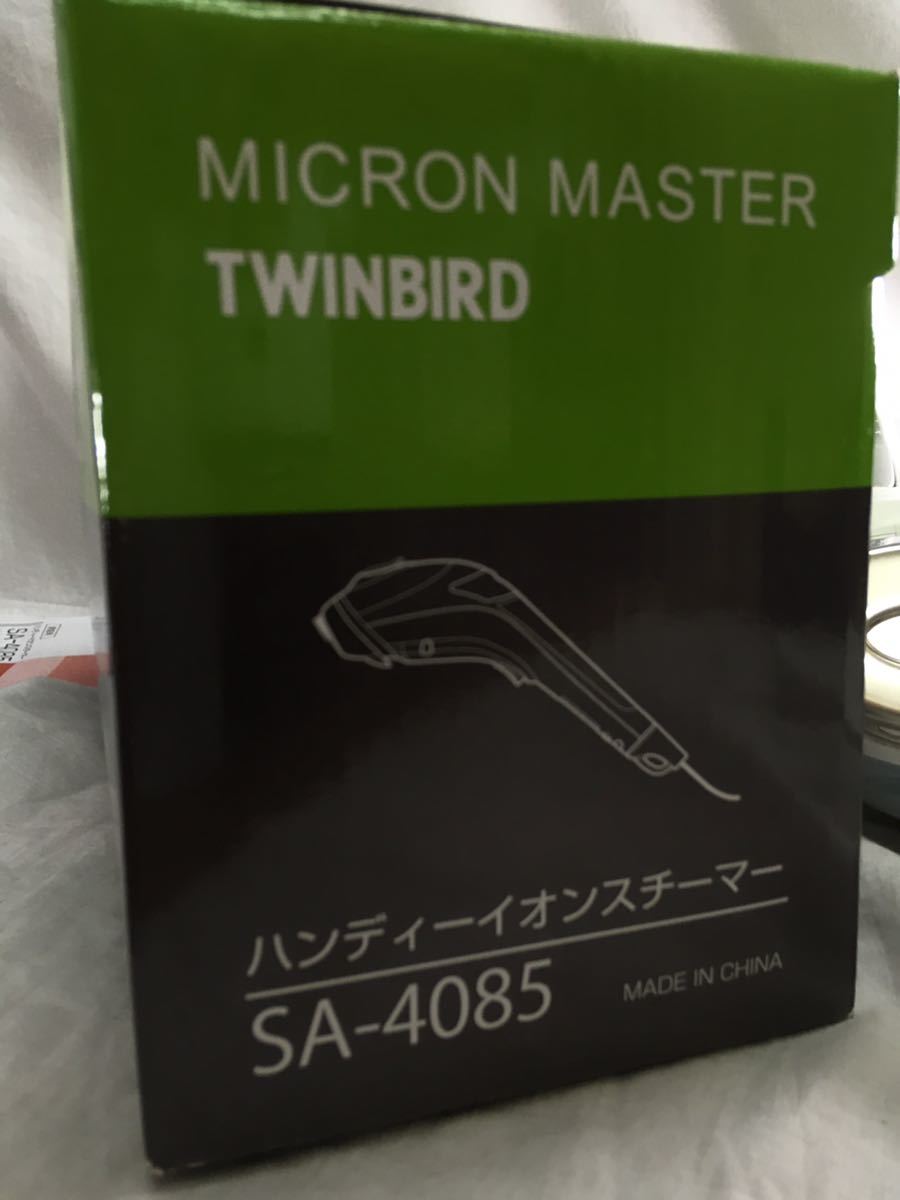 MICRON MASTER
TWINBIRD
ハンディーイオンスチーマー
SA-4085
MADE IN CHINA